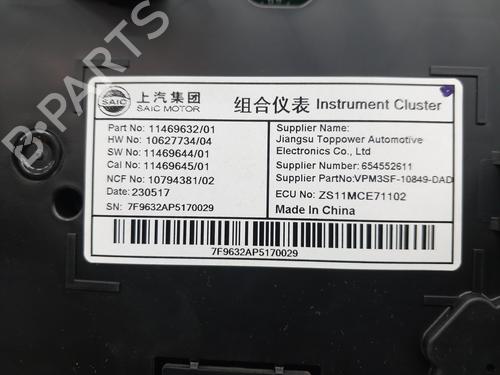 SAIC
上汽集团
SAIC MOTOR
组合仪表 Instrument Cluster
Part No: 11469632/01
HW No: 10627734/04
SW No: 11469644/01
Cal No: 11469645/01
NCF No: 10794381/02
Date: 230517
SN: 7F9632AP5170029
Supplier Name:
Jiangsu Toppower Automotive
Electronics Co., Ltd
Supplier Number: 654552611
Supplier PartNo: VPM3SF-10849-DAD
ECU No: ZS11MCE71102
Made In China
7F9632AP5170029
B-PARTS